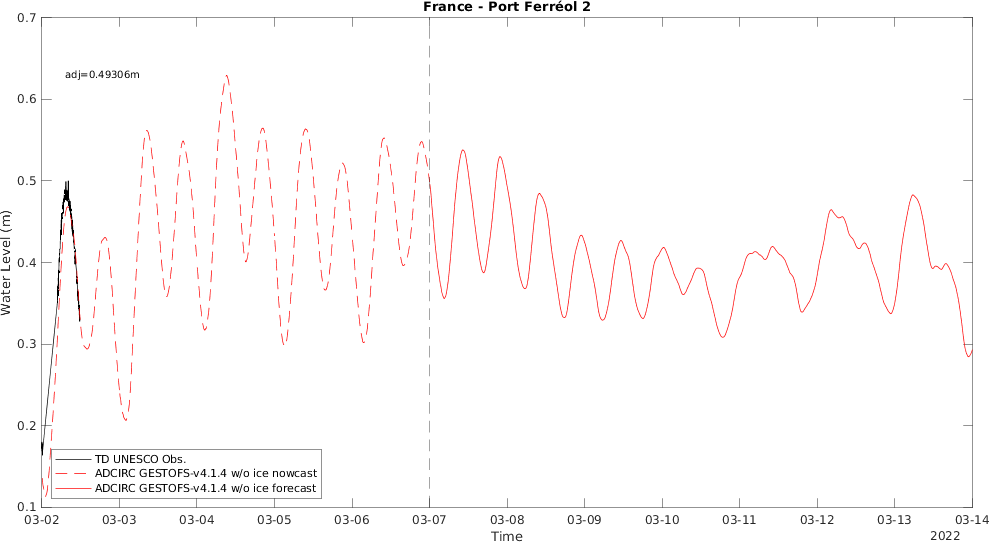 France - Port Ferréol 2
0.7
0.6
0.5
0.4
0.3
0.2
0.1
Water Level (m)
adj=0.49306m
TD UNESCO Obs.
ADCIRC GESTOFS-v4.1.4 w/o ice nowcast
ADCIRC GESTOFS-v4.1.4 w/o ice forecast
03-02 03-03 03-04 03-05 03-06 03-07 03-08 03-09 03-10 03-11 03-12 03-13 03-14
Time
2022